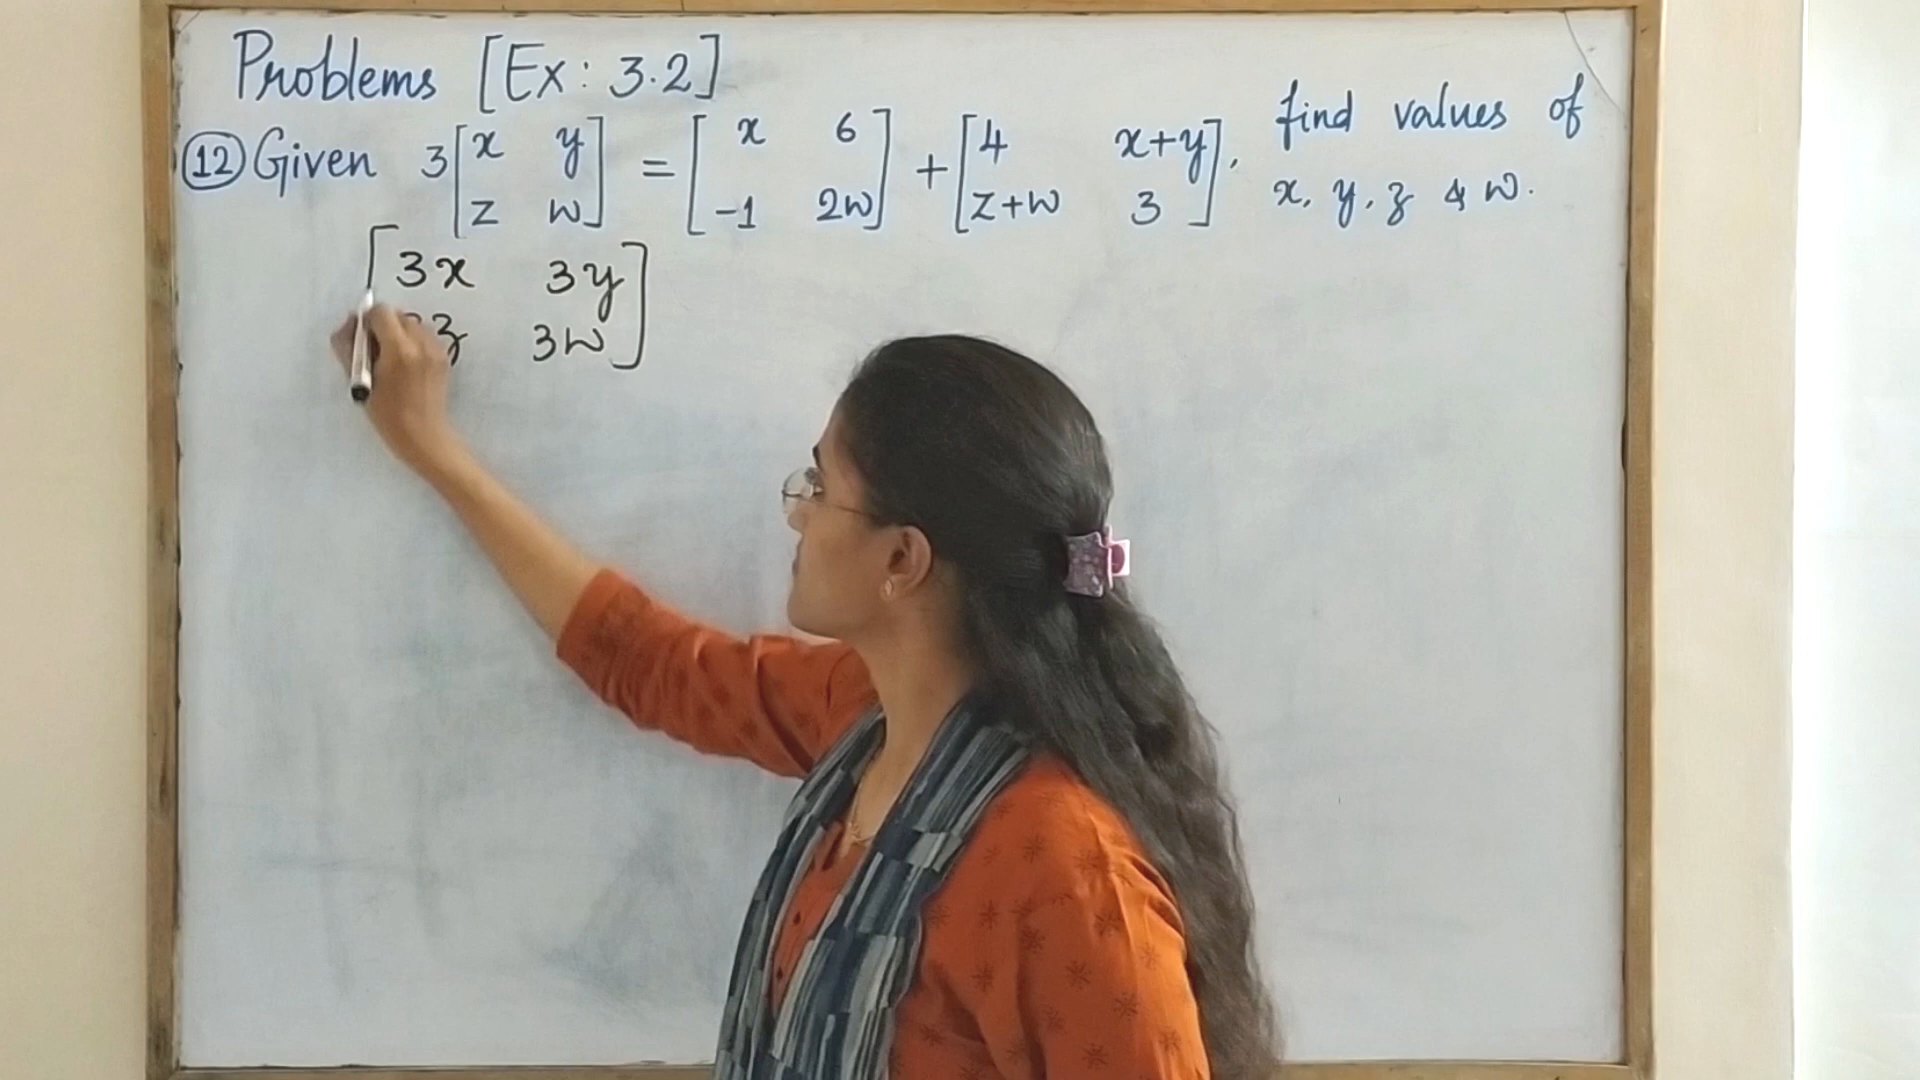 Problems [Ex: 3.2]
⑫ Given 3[x y] = [x 6] + [4 x+y], find values of
[z w] [-1 2w] [z+w 3] x, y, z & w.
[3x 3y]
z 3w]